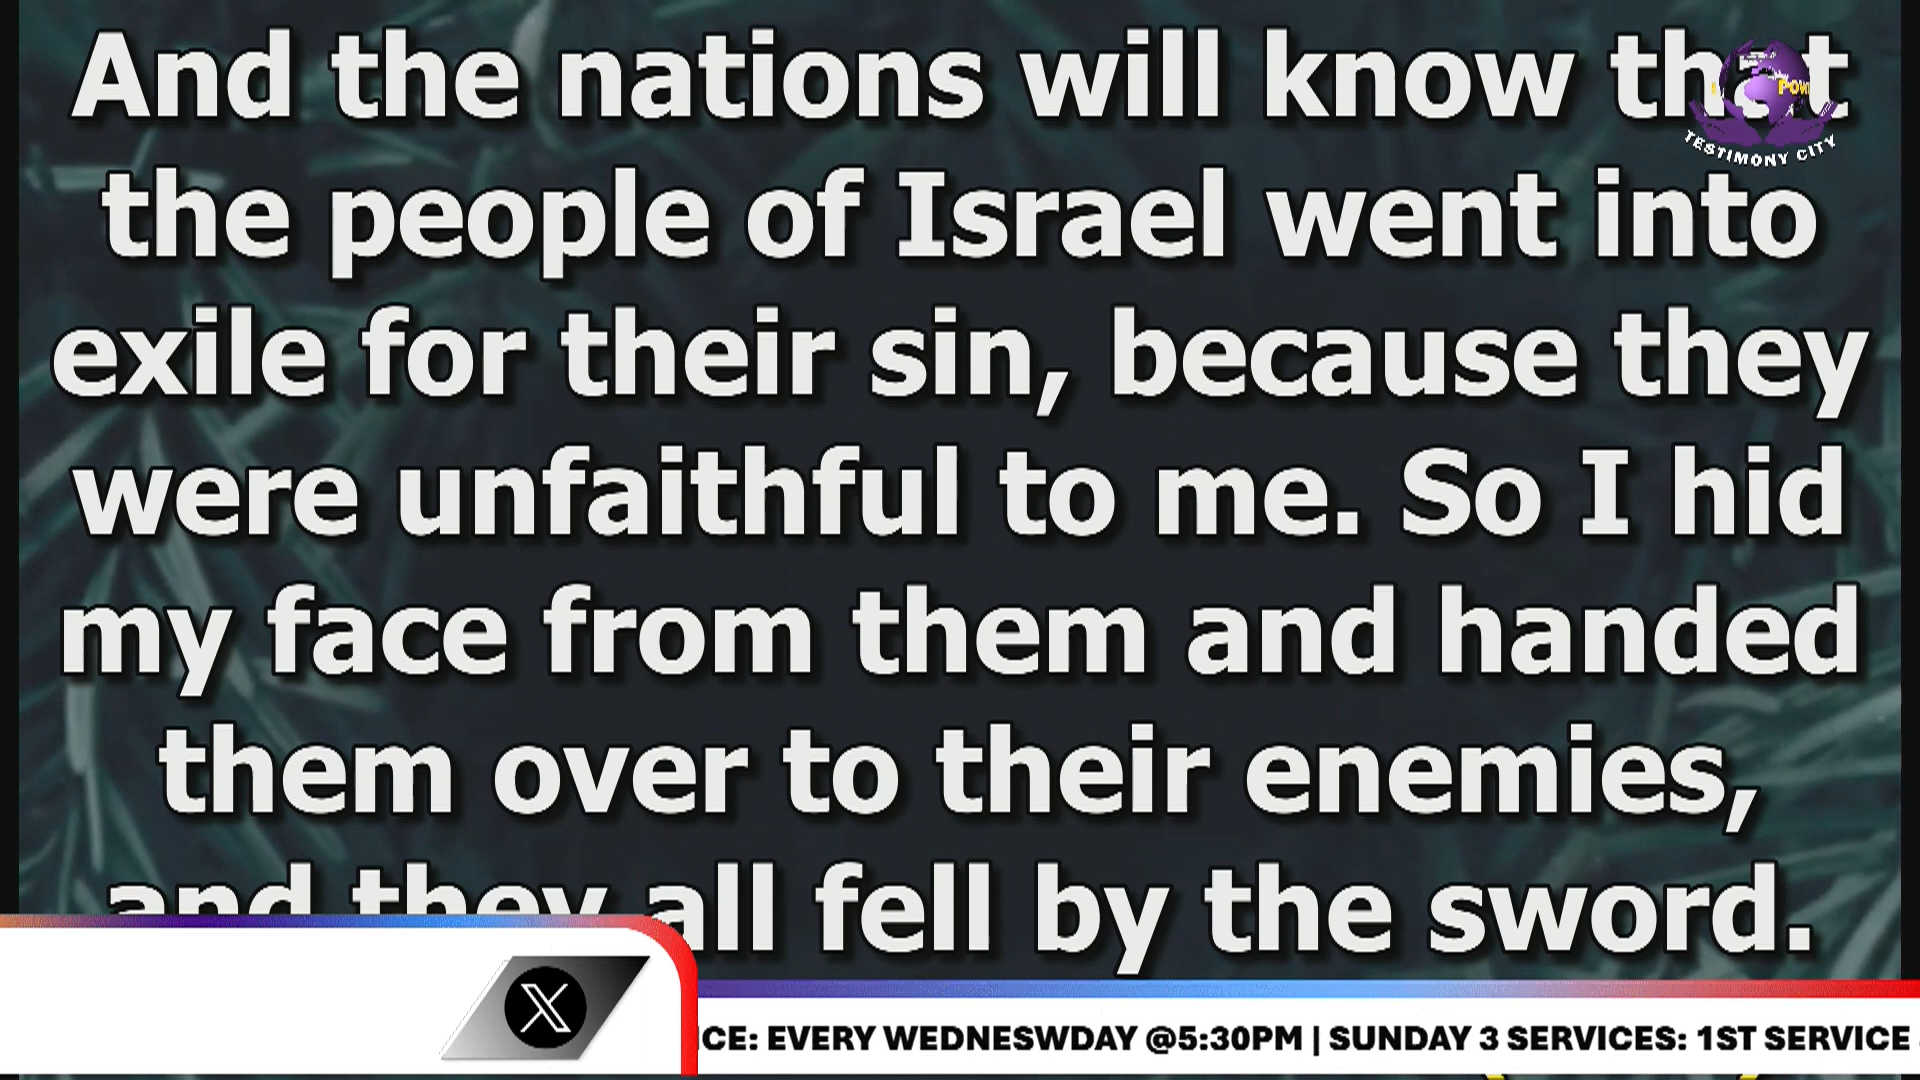 And the nations will know that
the people of Israel went into
exile for their sin, because they
were unfaithful to me. So I hid
my face from them and handed
them over to their enemies,
and they all fell by the sword.
POW
TESTIMONY CITY
X
CE: EVERY WEDNESWDAY @5:30PM | SUNDAY 3 SERVICES: 1ST SERVICE